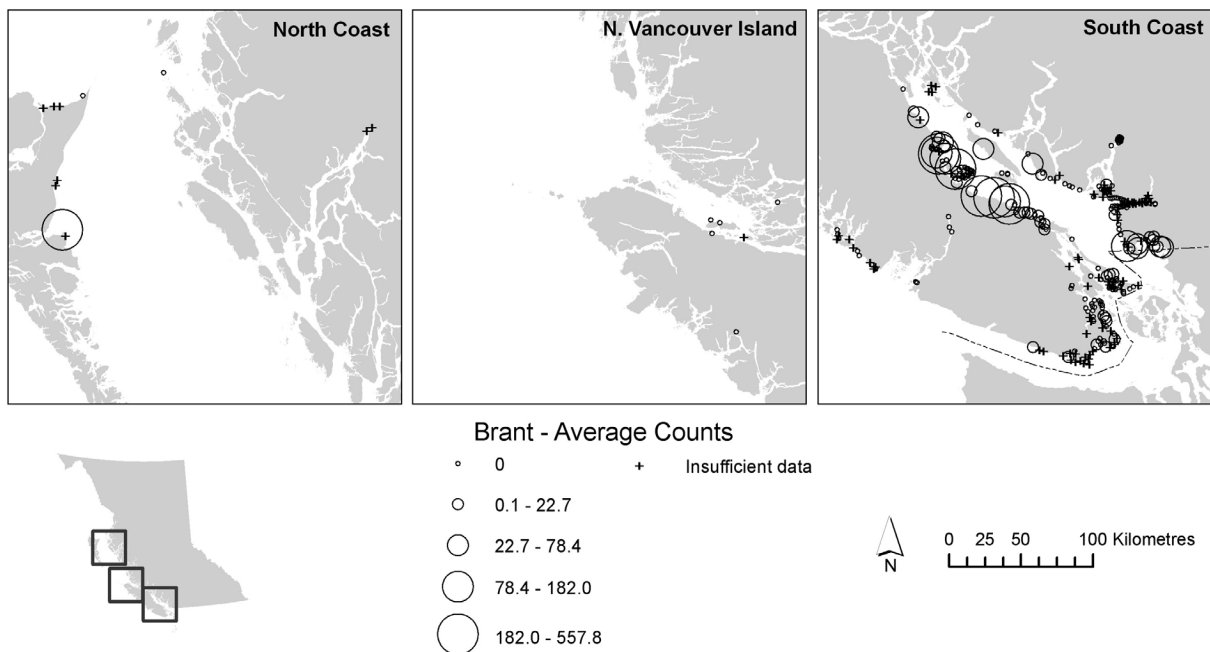 North Coast
N. Vancouver Island
South Coast
Brant - Average Counts
0
Insufficient data
0.1 - 22.7
22.7 - 78.4
78.4 - 182.0
182.0 - 557.8
N
0 25 50 100 Kilometres